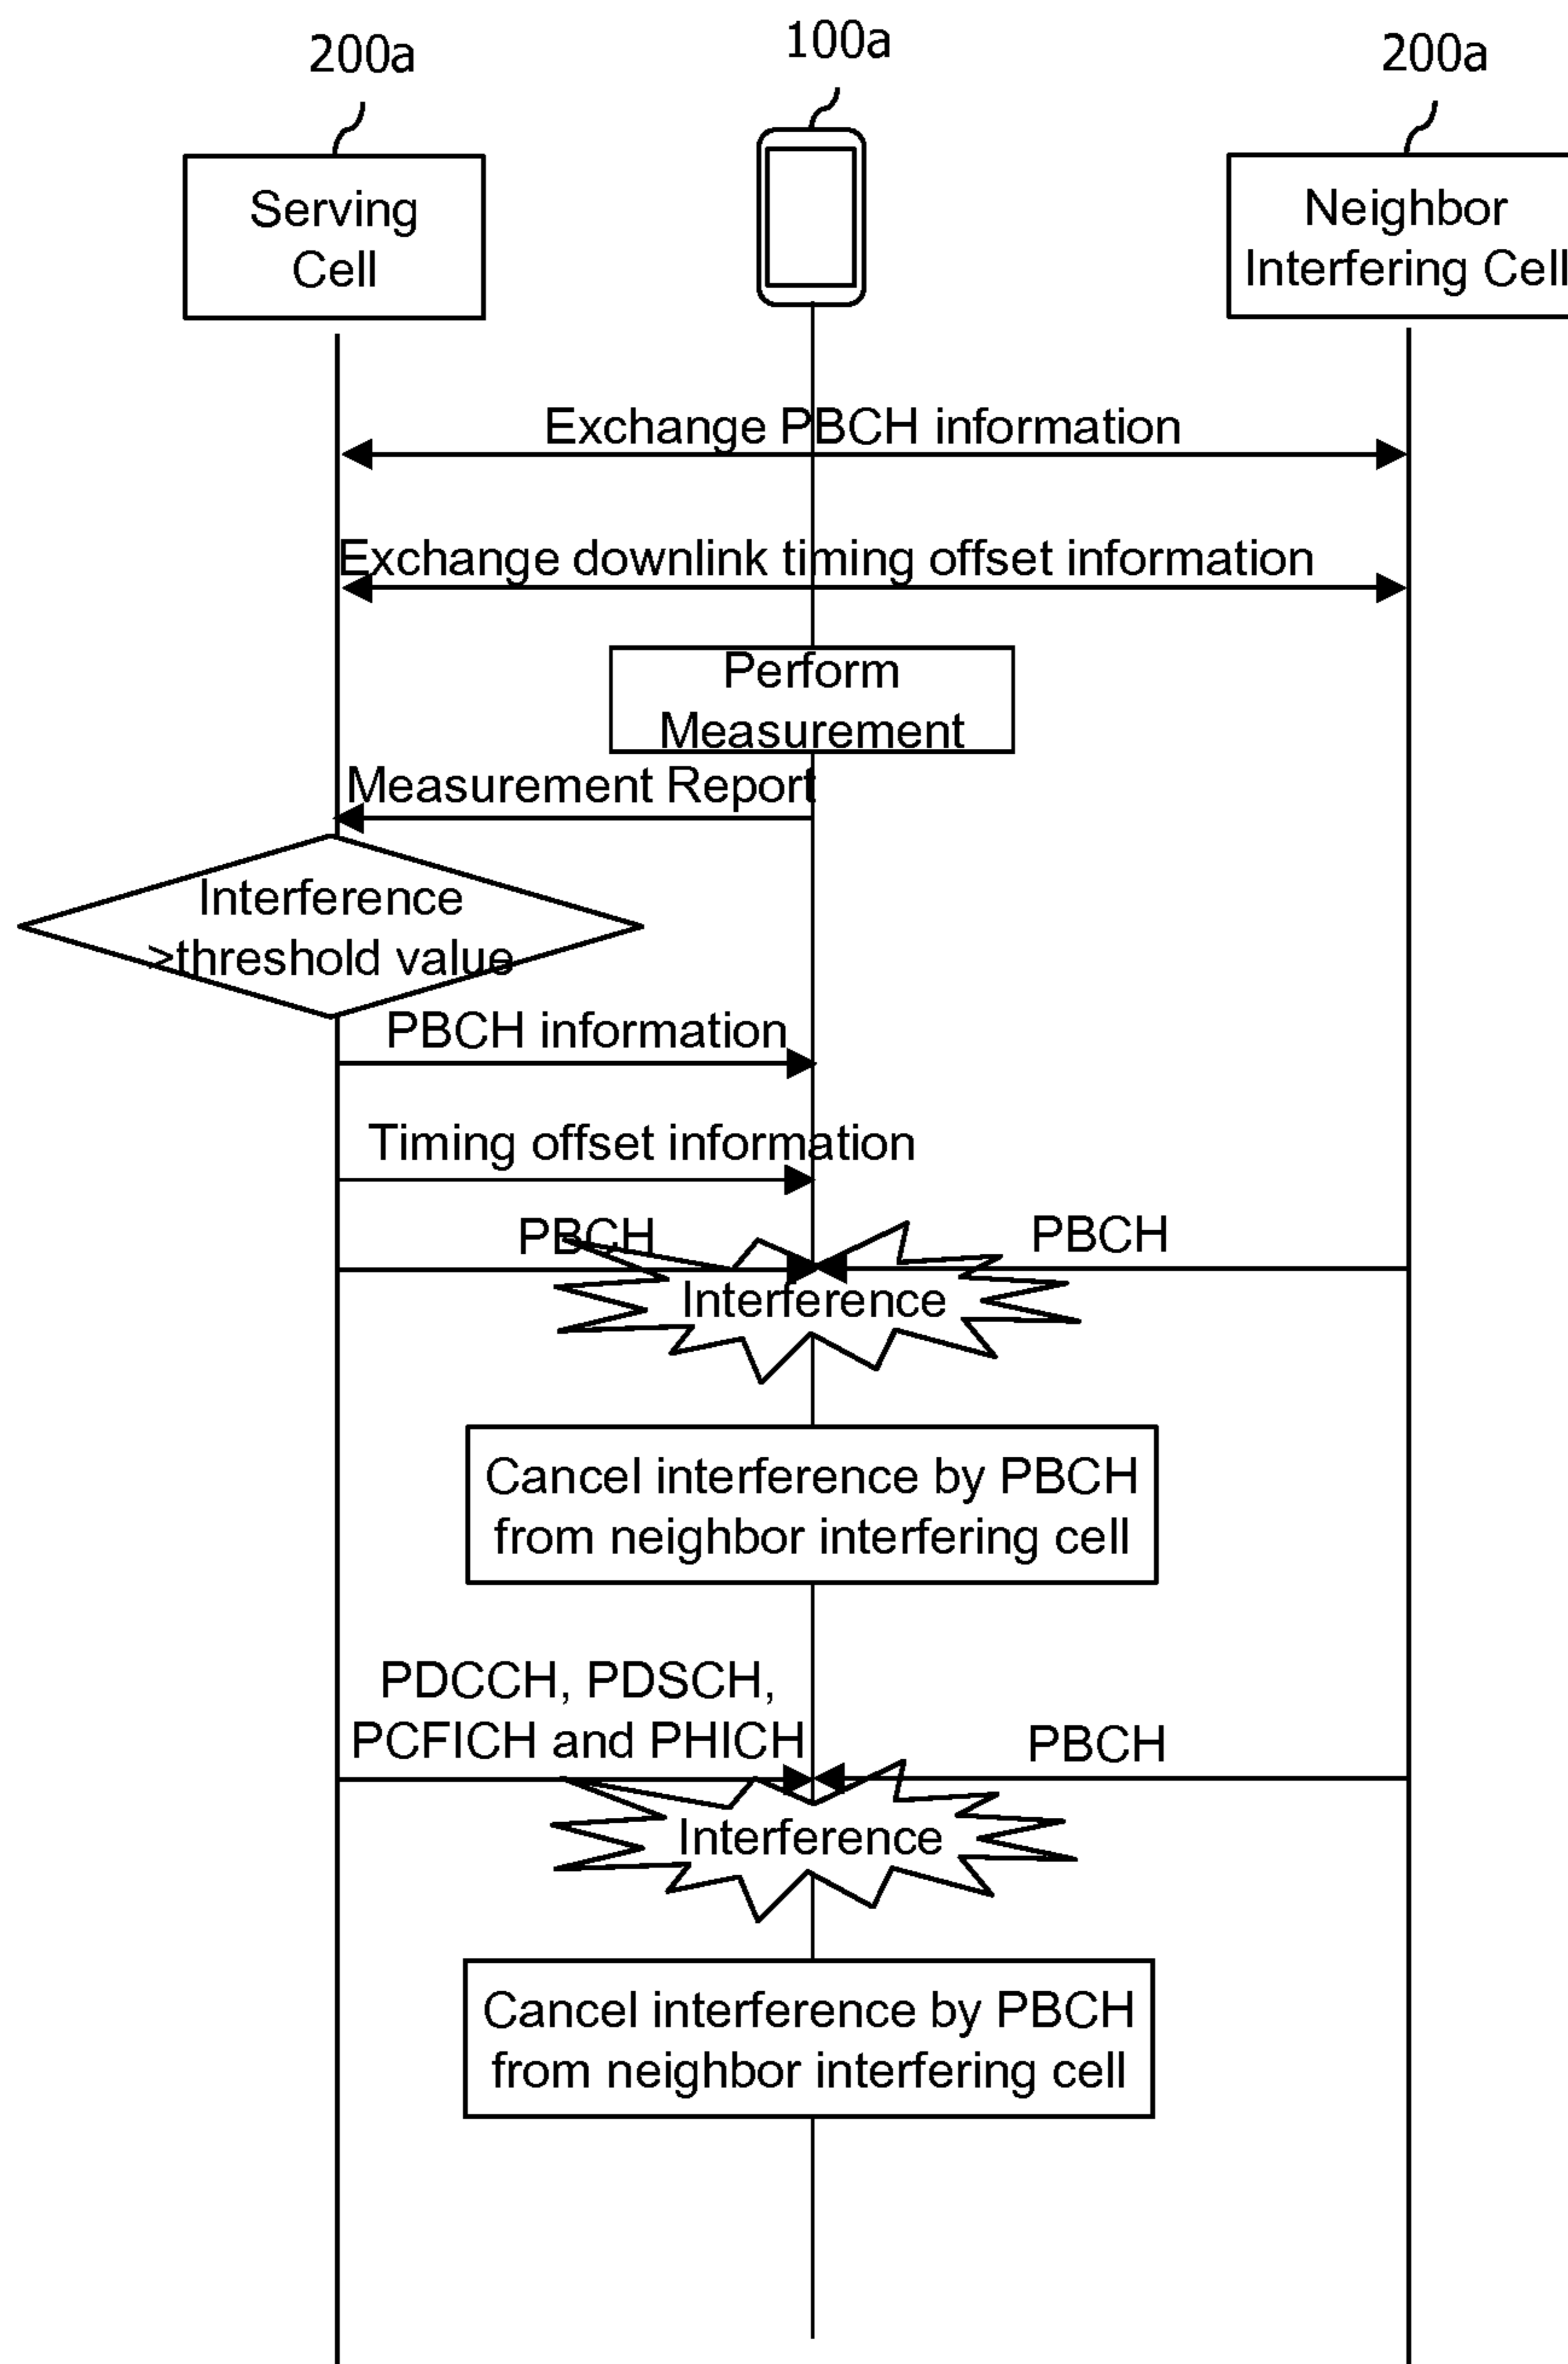 200a
100a
200a
Serving
Cell
Neighbor
Interfering Cell
Exchange PBCH information
Exchange downlink timing offset information
Perform
Measurement
Measurement Report
Interference
>threshold value
PBCH information
Timing offset information
PBCH
PBCH
Interference
Cancel interference by PBCH
from neighbor interfering cell
PDCCH, PDSCH,
PCFICH and PHICH
PBCH
Interference
Cancel interference by PBCH
from neighbor interfering cell